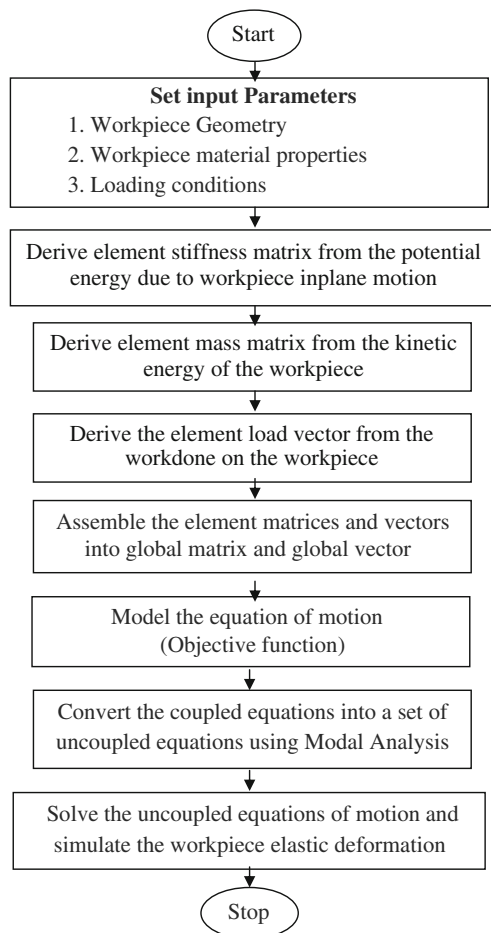 Start
Set input Parameters
1. Workpiece Geometry
2. Workpiece material properties
3. Loading conditions
Derive element stiffness matrix from the potential
energy due to workpiece inplane motion
Derive element mass matrix from the kinetic
energy of the workpiece
Derive the element load vector from the
workdone on the workpiece
Assemble the element matrices and vectors
into global matrix and global vector
Model the equation of motion
(Objective function)
Convert the coupled equations into a set of
uncoupled equations using Modal Analysis
Solve the uncoupled equations of motion and
simulate the workpiece elastic deformation
Stop